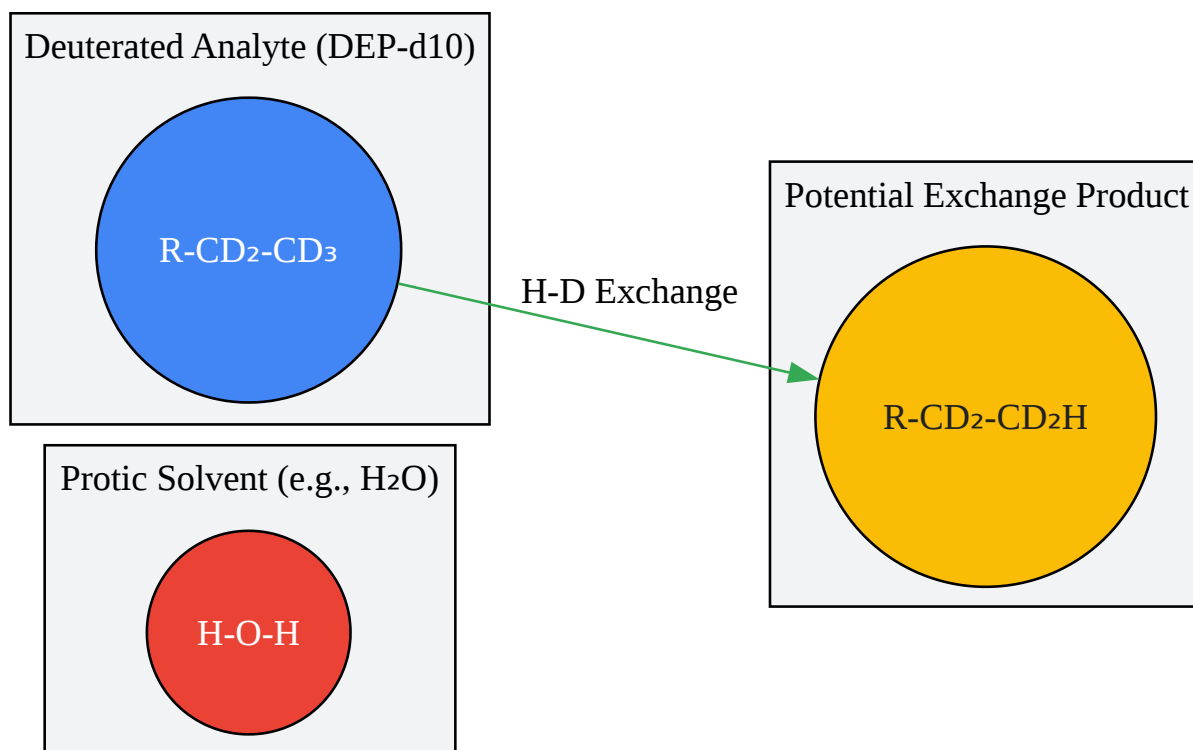 Deuterated Analyte (DEP-d10)
R-CD₂-CD₃
Potential Exchange Product
H-D Exchange
R-CD₂-CD₂H
Protic Solvent (e.g., H₂O)
H-O-H